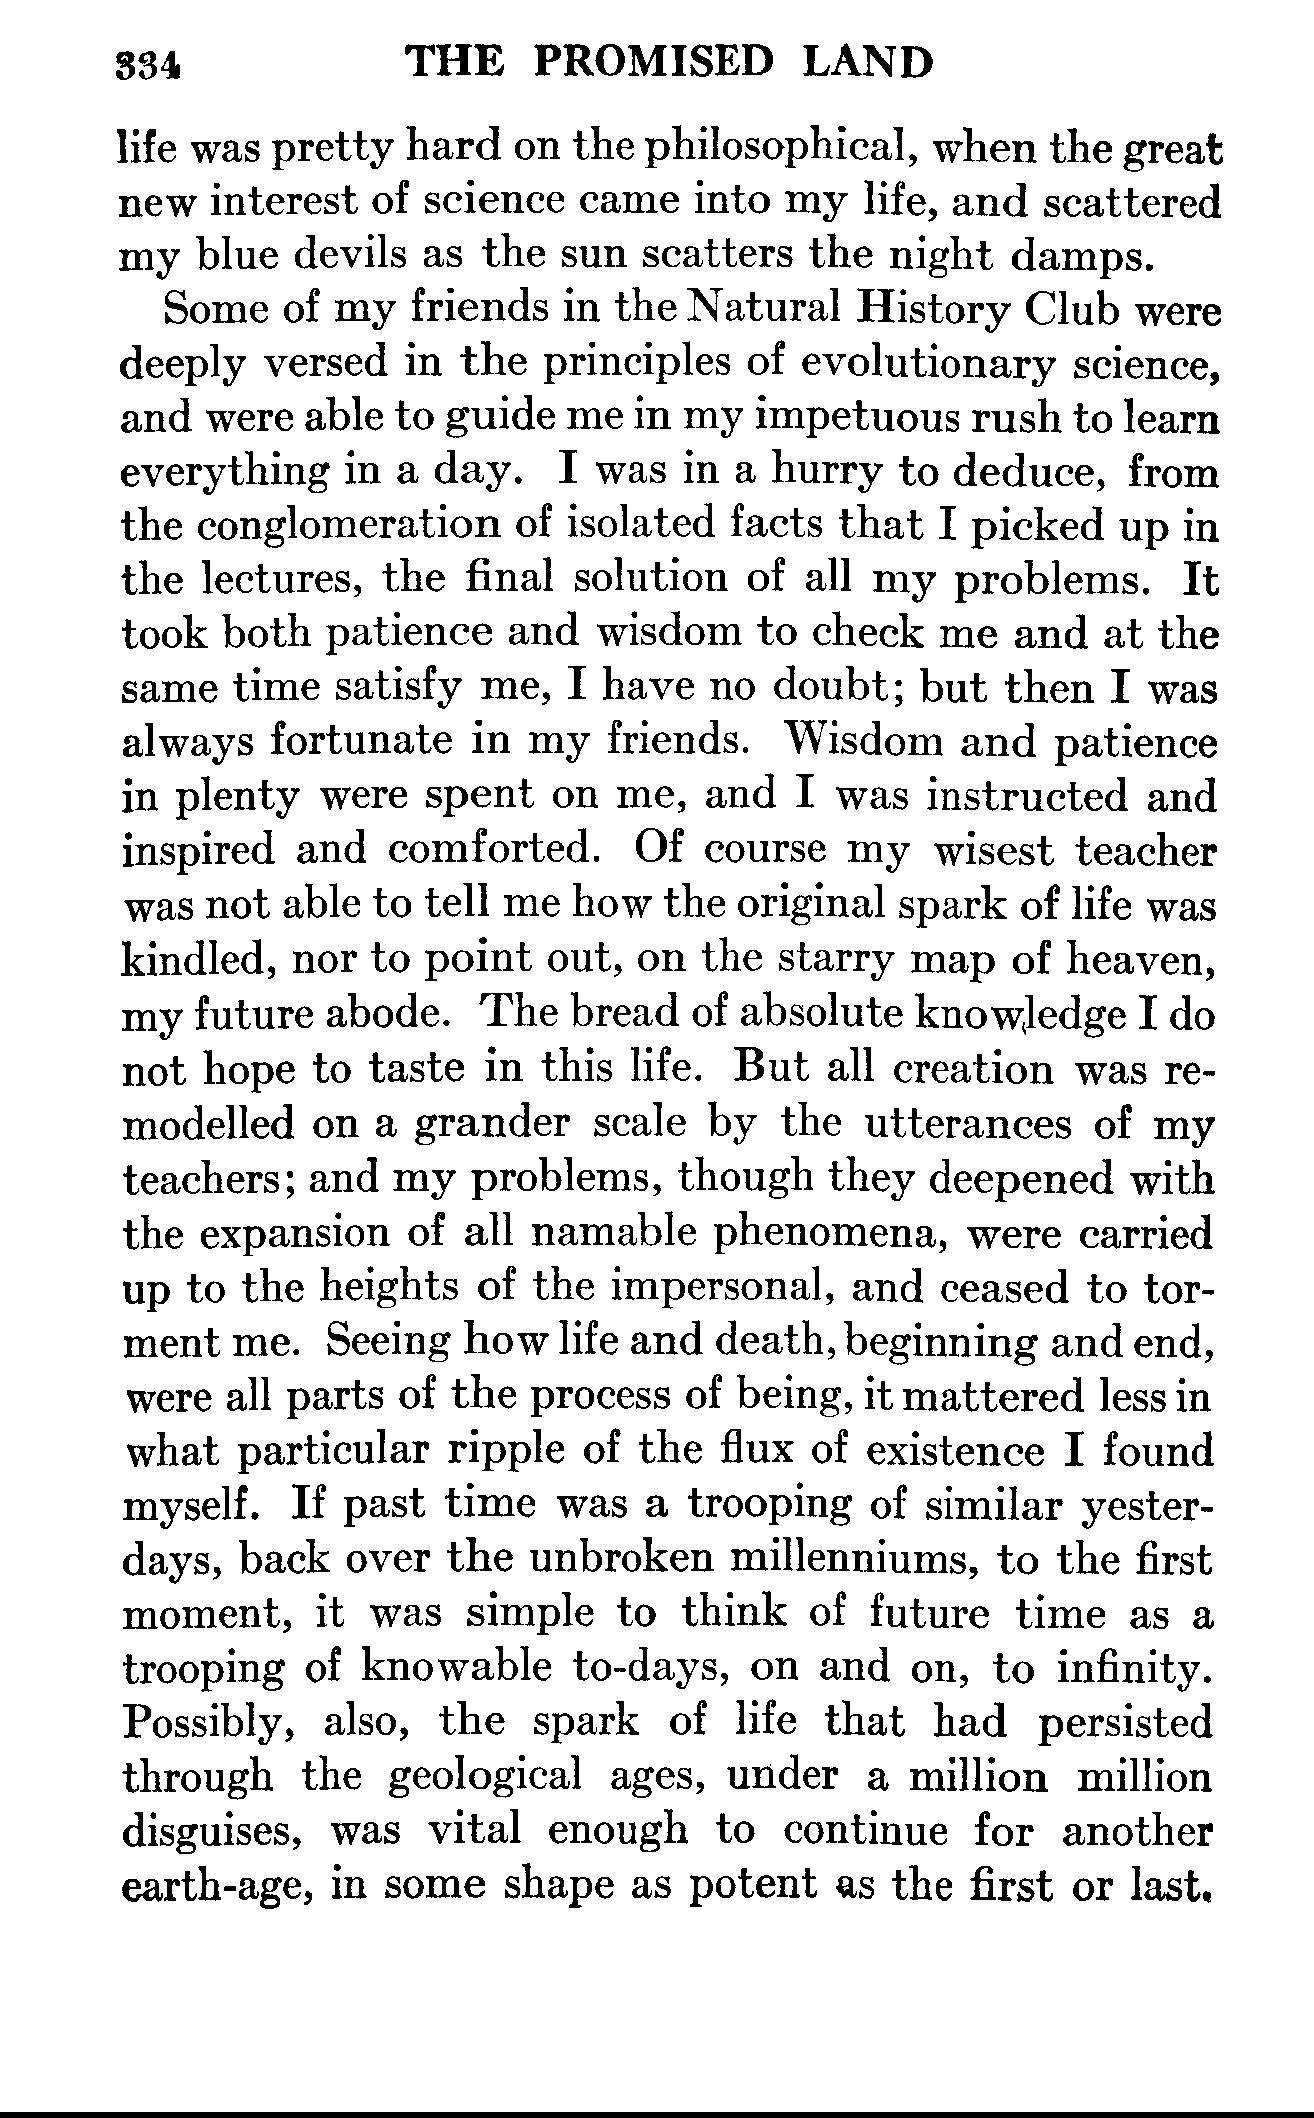 334 THE PROMISED LAND
life was pretty hard on the philosophical, when the great
new interest of science came into my life, and scattered
my blue devils as the sun scatters the night damps.
Some of my friends in the Natural History Club were
deeply versed in the principles of evolutionary science,
and were able to guide me in my impetuous rush to learn
everything in a day. I was in a hurry to deduce, from
the conglomeration of isolated facts that I picked up in
the lectures, the final solution of all my problems. It
took both patience and wisdom to check me and at the
same time satisfy me, I have no doubt; but then I was
always fortunate in my friends. Wisdom and patience
in plenty were spent on me, and I was instructed and
inspired and comforted. Of course my wisest teacher
was not able to tell me how the original spark of life was
kindled, nor to point out, on the starry map of heaven,
my future abode. The bread of absolute knowledge I do
not hope to taste in this life. But all creation was re-
modelled on a grander scale by the utterances of my
teachers; and my problems, though they deepened with
the expansion of all namable phenomena, were carried
up to the heights of the impersonal, and ceased to tor-
ment me. Seeing how life and death, beginning and end,
were all parts of the process of being, it mattered less in
what particular ripple of the flux of existence I found
myself. If past time was a trooping of similar yester-
days, back over the unbroken millenniums, to the first
moment, it was simple to think of future time as a
trooping of knowable to-days, on and on, to infinity.
Possibly, also, the spark of life that had persisted
through the geological ages, under a million million
disguises, was vital enough to continue for another
earth-age, in some shape as potent as the first or last.